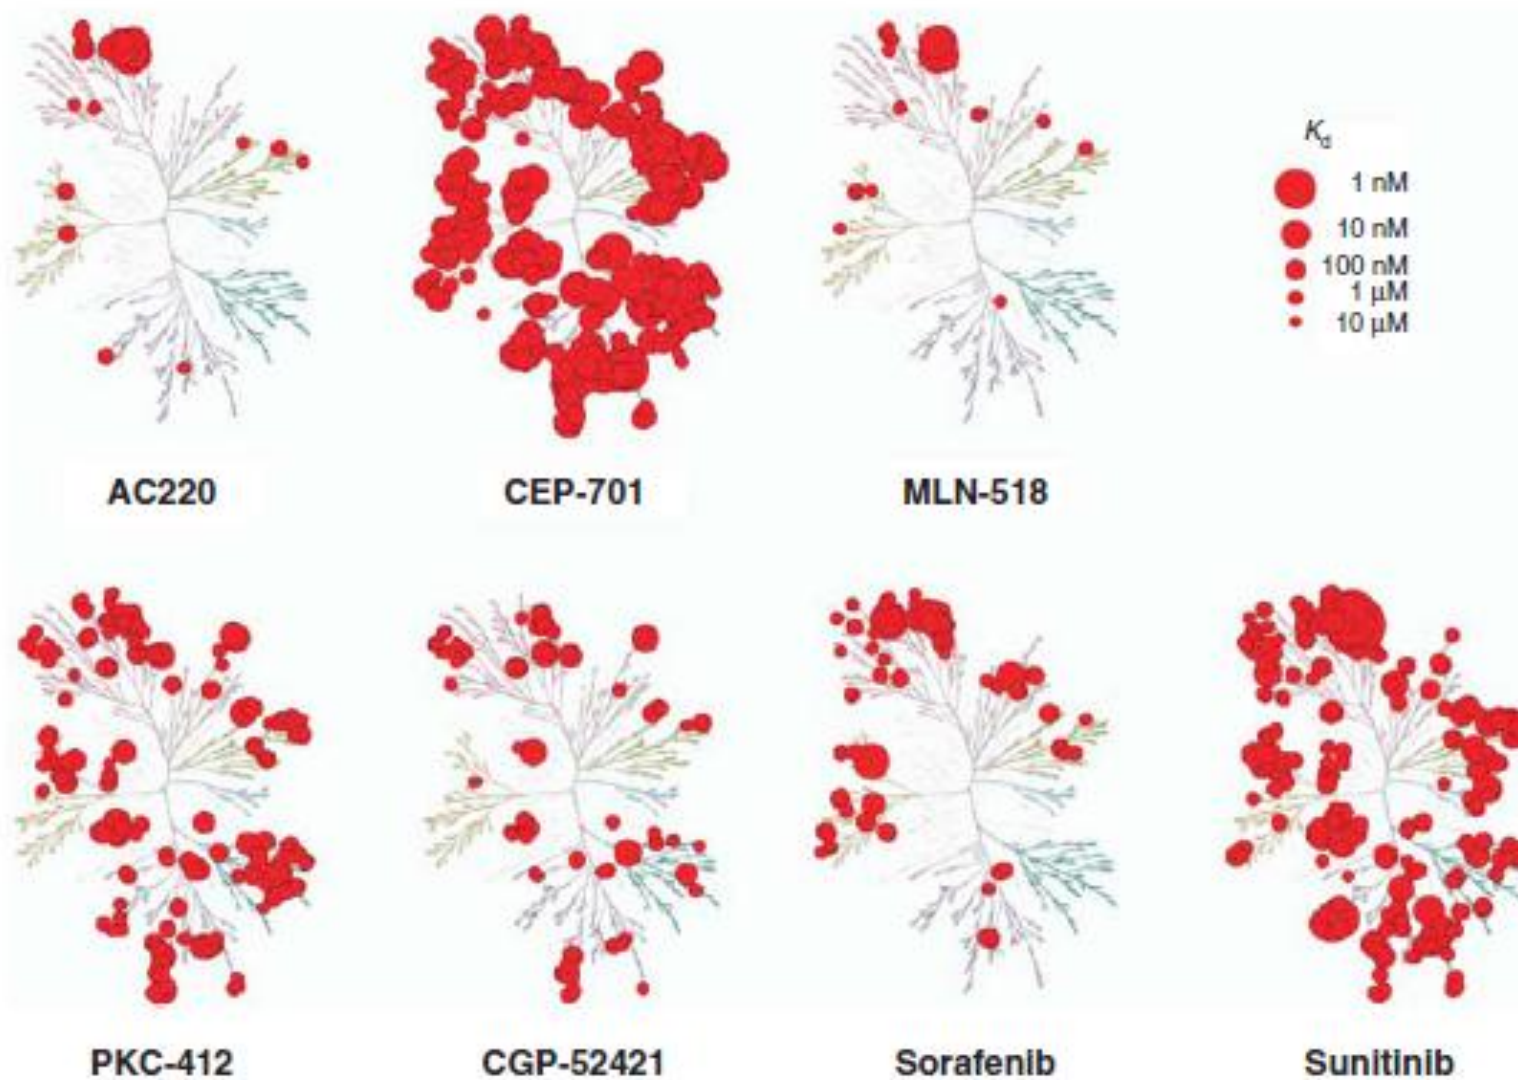 Kd
1 nM
10 nM
100 nM
1 µM
10 µM
AC220
CEP-701
MLN-518
PKC-412
CGP-52421
Sorafenib
Sunitinib